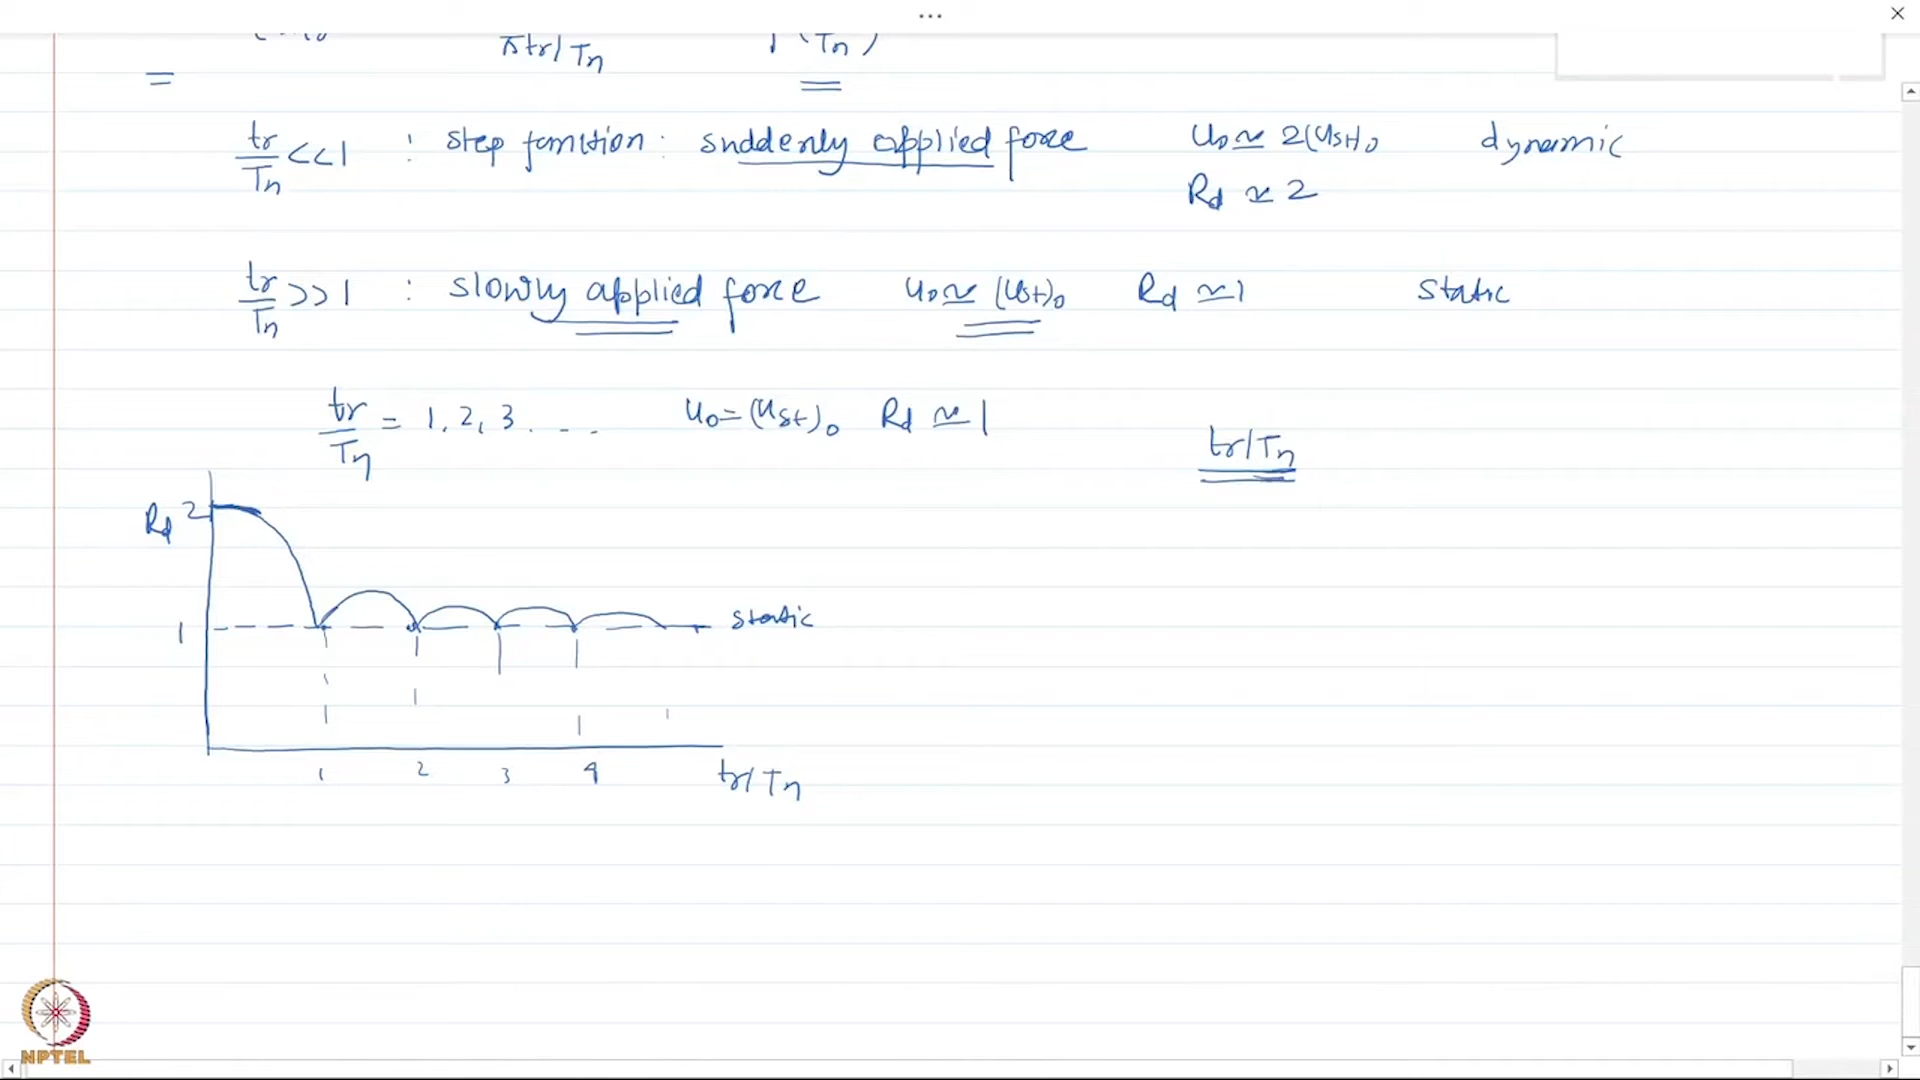 πtr/Tn (Tn)
tr/Tn <<1 : step function : suddenly applied force u₀ ≃ 2(ust)₀ dynamic
Rd ≃ 2
tr/Tn >>1 : slowly applied force u₀ ≃ (ust)₀ Rd ≃ 1 static
tr/Tn = 1, 2, 3 . - - . u₀ = (ust)₀ Rd ≃ 1
tr/Tn
Rd 2
1 static
1 2 3 4 tr/Tn
NPTEL